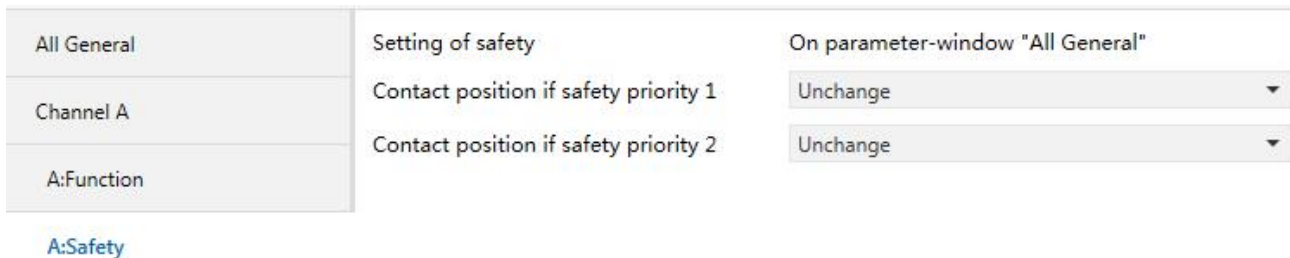 All General
Channel A
A:Function
A:Safety
Setting of safety On parameter-window "All General"
Contact position if safety priority 1 Unchange
Contact position if safety priority 2 Unchange